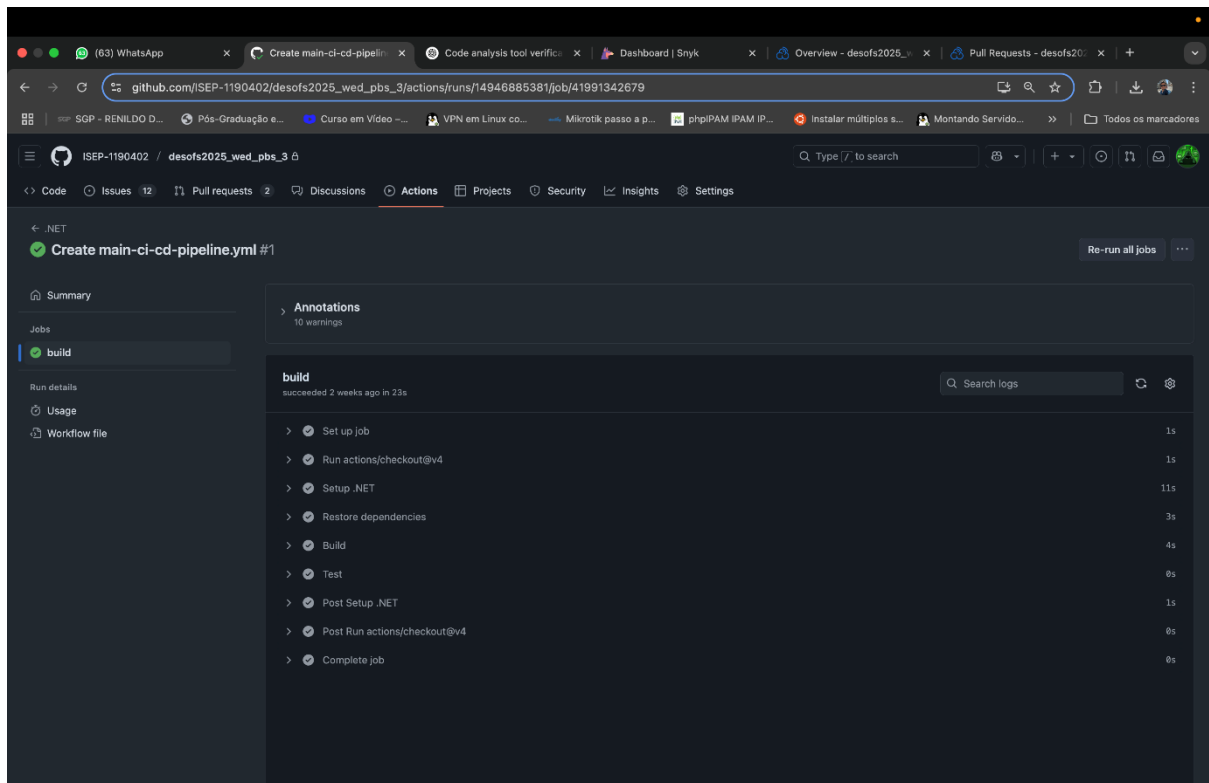 (63) WhatsApp
Create main-ci-cd-pipelin
Code analysis tool verifica
Dashboard | Snyk
Overview - desofs2025_w
Pull Requests - desofs202
github.com/ISEP-1190402/desofs2025_wed_pbs_3/actions/runs/14946885381/job/41991342679
SGP - RENILDO D...
Pós-Graduação e...
Curso em Vídeo –...
VPN em Linux co...
Mikrotik passo a p...
phpIPAM IPAM IP...
Instalar múltiplos s...
Montando Servido...
»
Todos os marcadores
ISEP-1190402 / desofs2025_wed_pbs_3
Type / to search
Code
Issues 12
Pull requests 2
Discussions
Actions
Projects
Security
Insights
Settings
← .NET
Create main-ci-cd-pipeline.yml #1
Re-run all jobs
Summary
Annotations
10 warnings
Jobs
build
Run details
Usage
Workflow file
build
succeeded 2 weeks ago in 23s
Search logs
Set up job 1s
Run actions/checkout@v4 1s
Setup .NET 11s
Restore dependencies 3s
Build 4s
Test 0s
Post Setup .NET 1s
Post Run actions/checkout@v4 0s
Complete job 0s